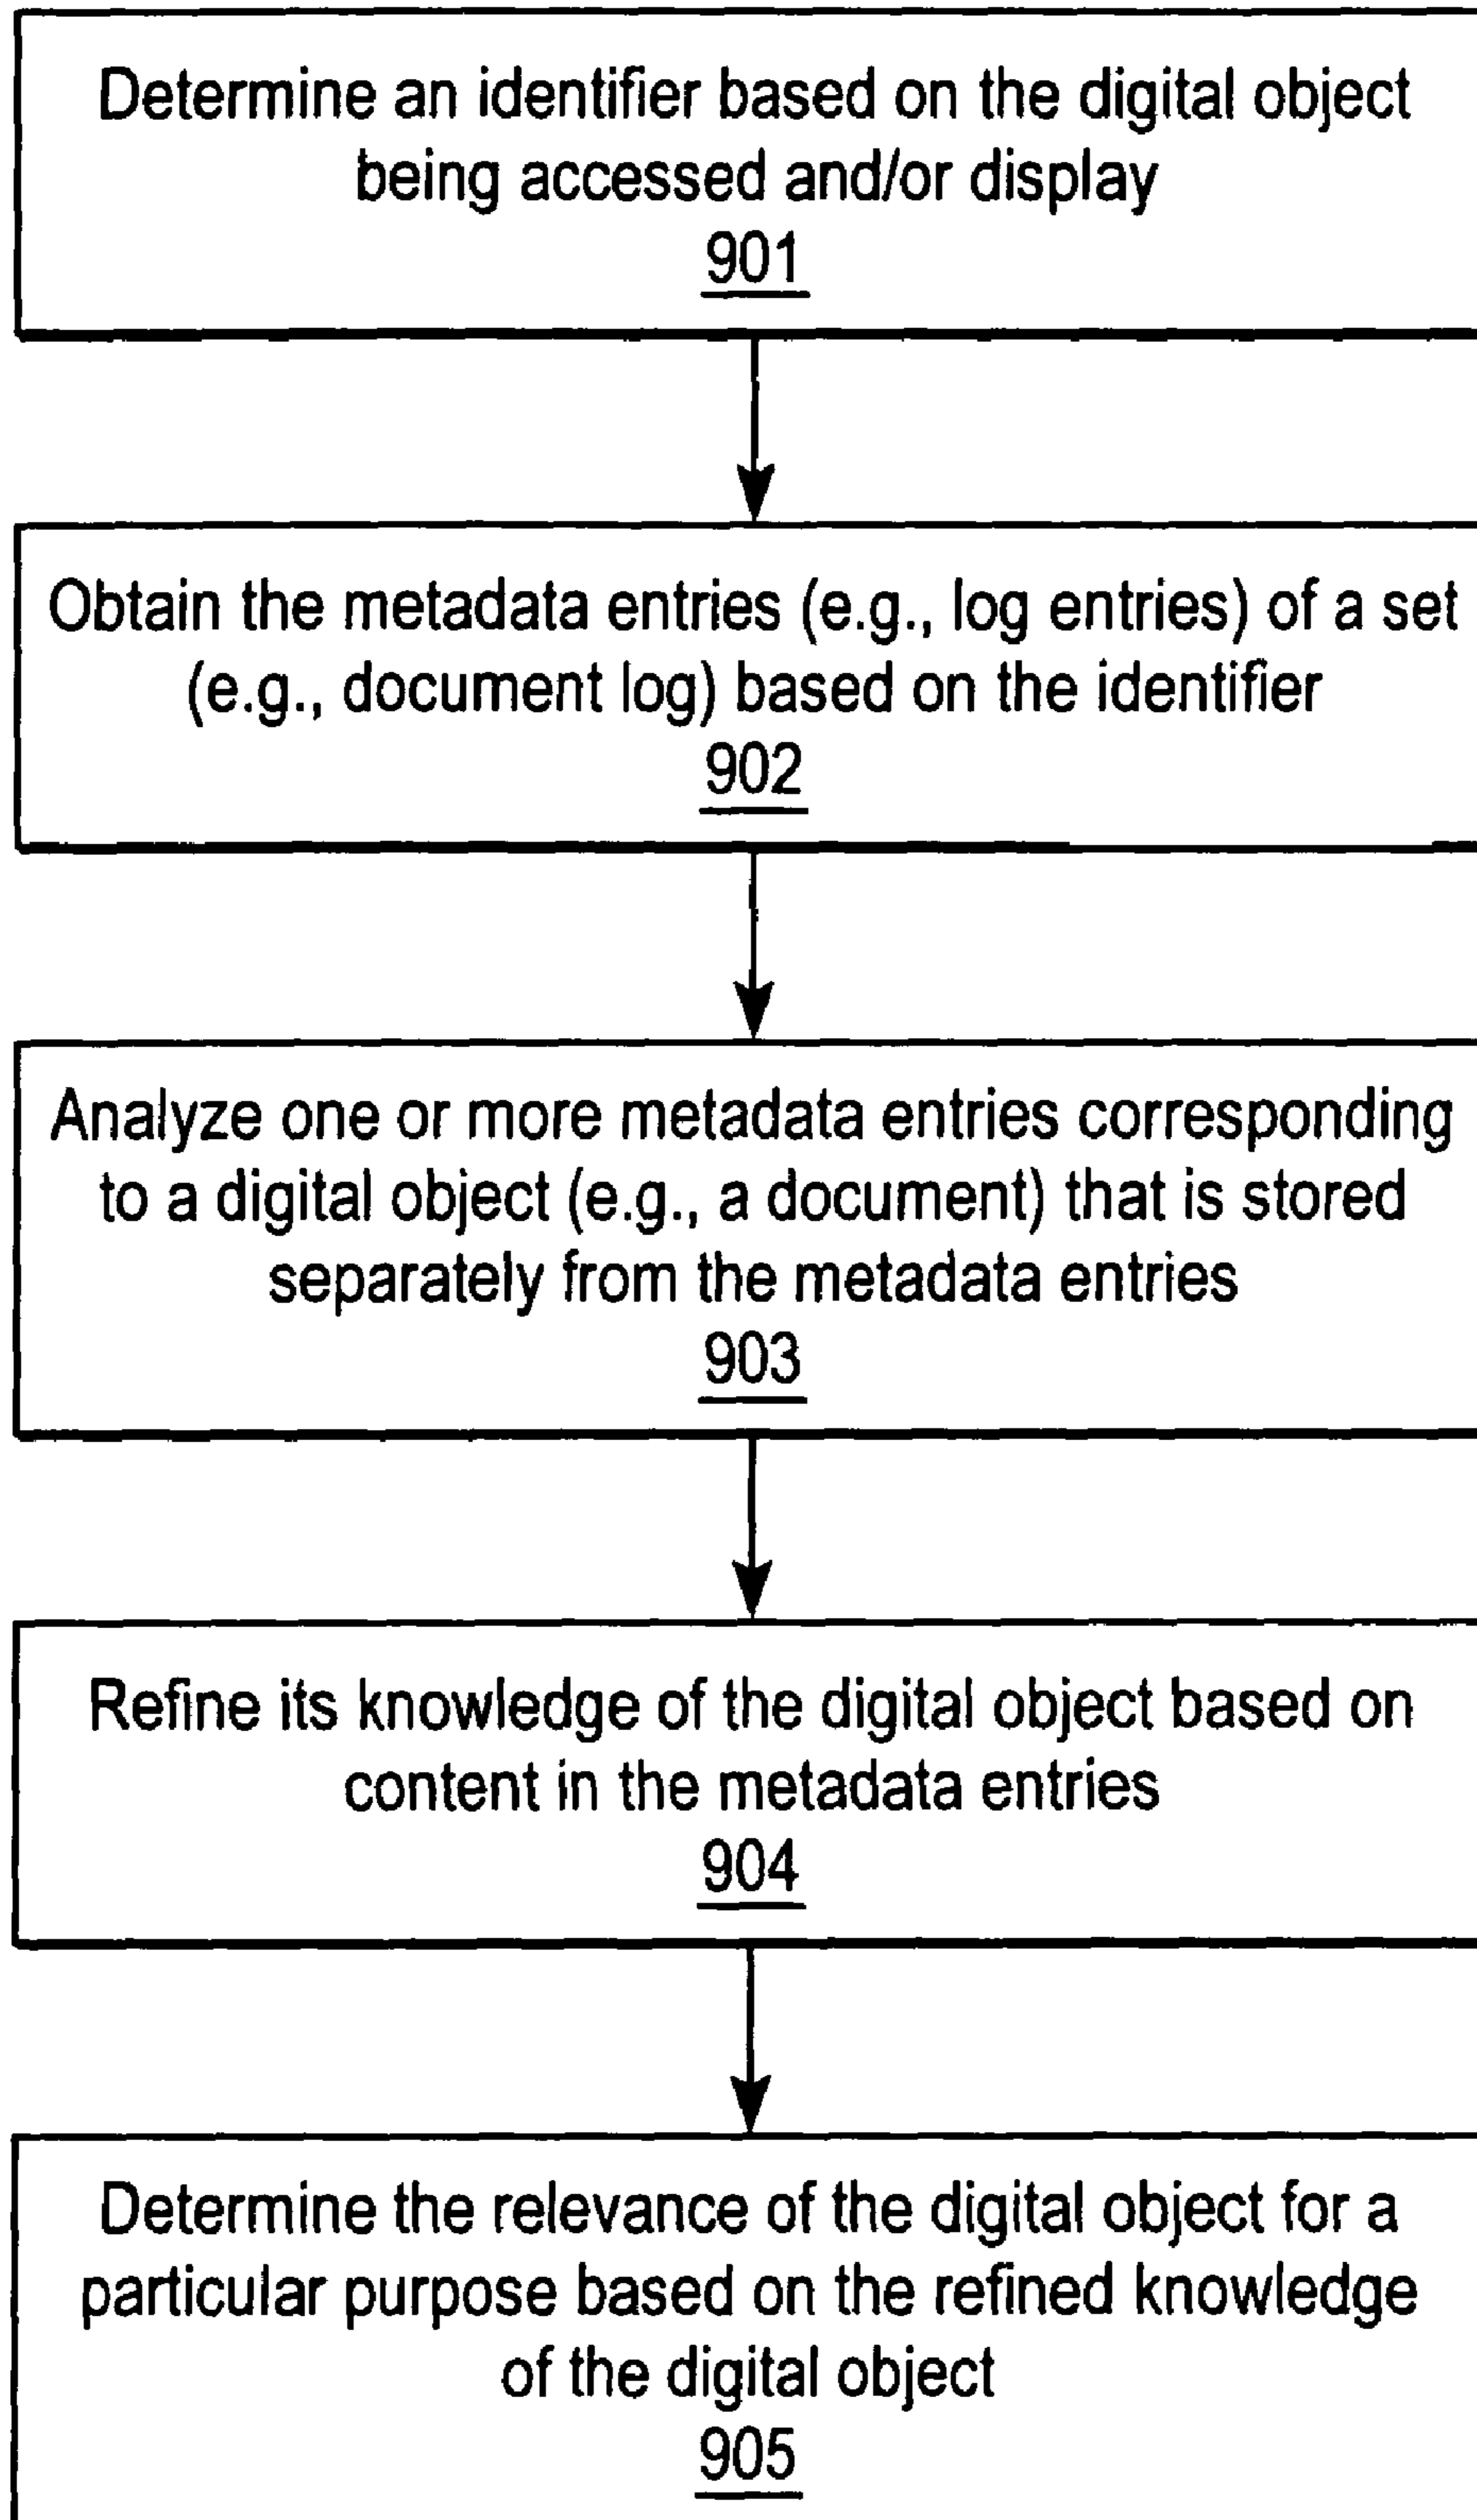 Determine an identifier based on the digital object
being accessed and/or display
901
Obtain the metadata entries (e.g., log entries) of a set
(e.g., document log) based on the identifier
902
Analyze one or more metadata entries corresponding
to a digital object (e.g., a document) that is stored
separately from the metadata entries
903
Refine its knowledge of the digital object based on
content in the metadata entries
904
Determine the relevance of the digital object for a
particular purpose based on the refined knowledge
of the digital object
905